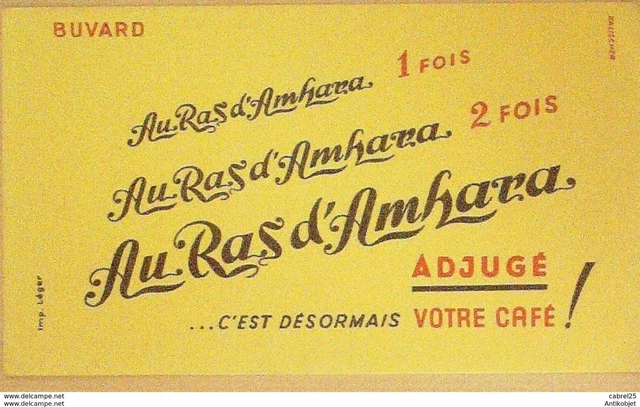 BUVARD
BALISCHER
Au Ras d'Amhara 1 FOIS
Au Ras d'Amhara 2 FOIS
Au Ras d'Amhara
ADJUGÉ
...C'EST DÉSORMAIS VOTRE CAFÉ !
Imp. Léger
cabrel25
www.delcampe.net
Antikobjet